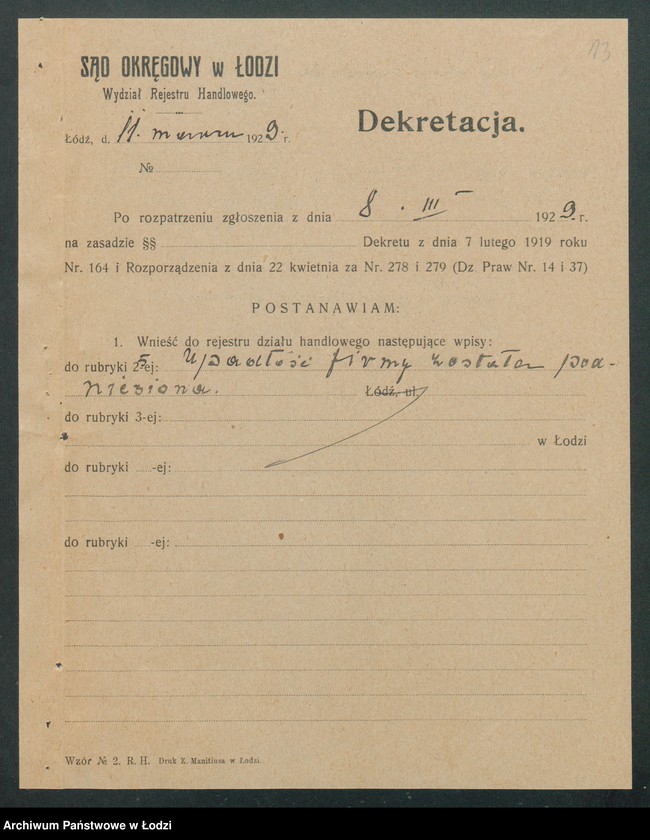 13
SĄD OKRĘGOWY w ŁODZI
Wydział Rejestru Handlowego.
Łódź, d. 11. marca 1929 r.
Dekretacja.
№
Po rozpatrzeniu zgłoszenia z dnia 8. III 1929 r.
na zasadzie §§ Dekretu z dnia 7 lutego 1919 roku
Nr. 164 i Rozporządzenia z dnia 22 kwietnia za Nr. 278 i 279 (Dz. Praw Nr. 14 i 37)
POSTANAWIAM:
1. Wnieść do rejestru działu handlowego następujące wpisy:
do rubryki 5-ej: Upadłość firmy została pod-
niesiona. Łódź, ul.
do rubryki 3-ej:
w Łodzi
do rubryki -ej:
do rubryki -ej:
Wzór № 2. R. H. Druk Z. Manitiusa w Łodzi.
Archiwum Państwowe w Łodzi